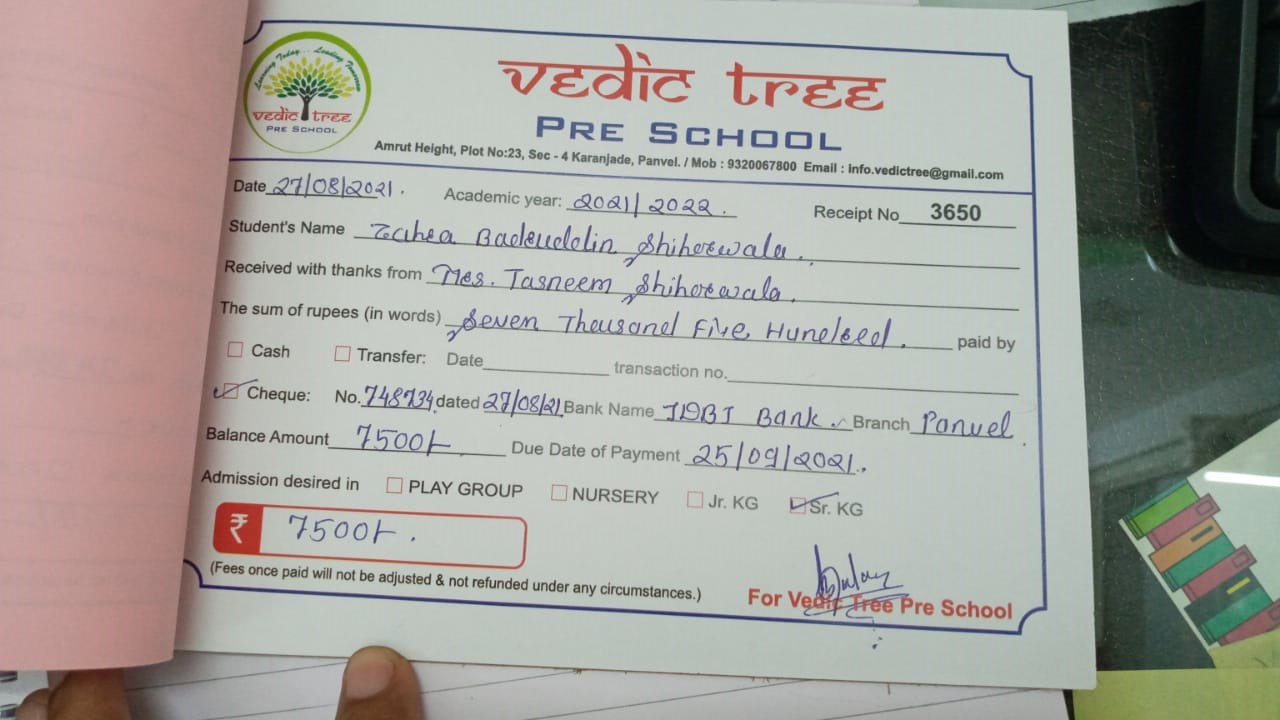 Learning Today... Leading Tomorrow
vedic tree
PRE SCHOOL
vedic tree
PRE SCHOOL
Amrut Height, Plot No:23, Sec - 4 Karanjade, Panvel. / Mob : 9320067800 Email : info.vedictree@gmail.com
Date 27/08/2021. Academic year: 2021/2022. Receipt No 3650
Student's Name Zahra Badruddin Shihorwala.
Received with thanks from Mrs. Tasneem Shihorwala.
The sum of rupees (in words) Seven Thousand Five Hundred. paid by
Cash Transfer: Date transaction no.
Cheque: No. 748734 dated 27/08/21 Bank Name IDBI Bank. Branch Panvel.
Balance Amount 7500/- Due Date of Payment 25/09/2021.
Admission desired in PLAY GROUP NURSERY Jr. KG Sr. KG
₹ 7500/-.
(Fees once paid will not be adjusted & not refunded under any circumstances.)
For Vedic Tree Pre School